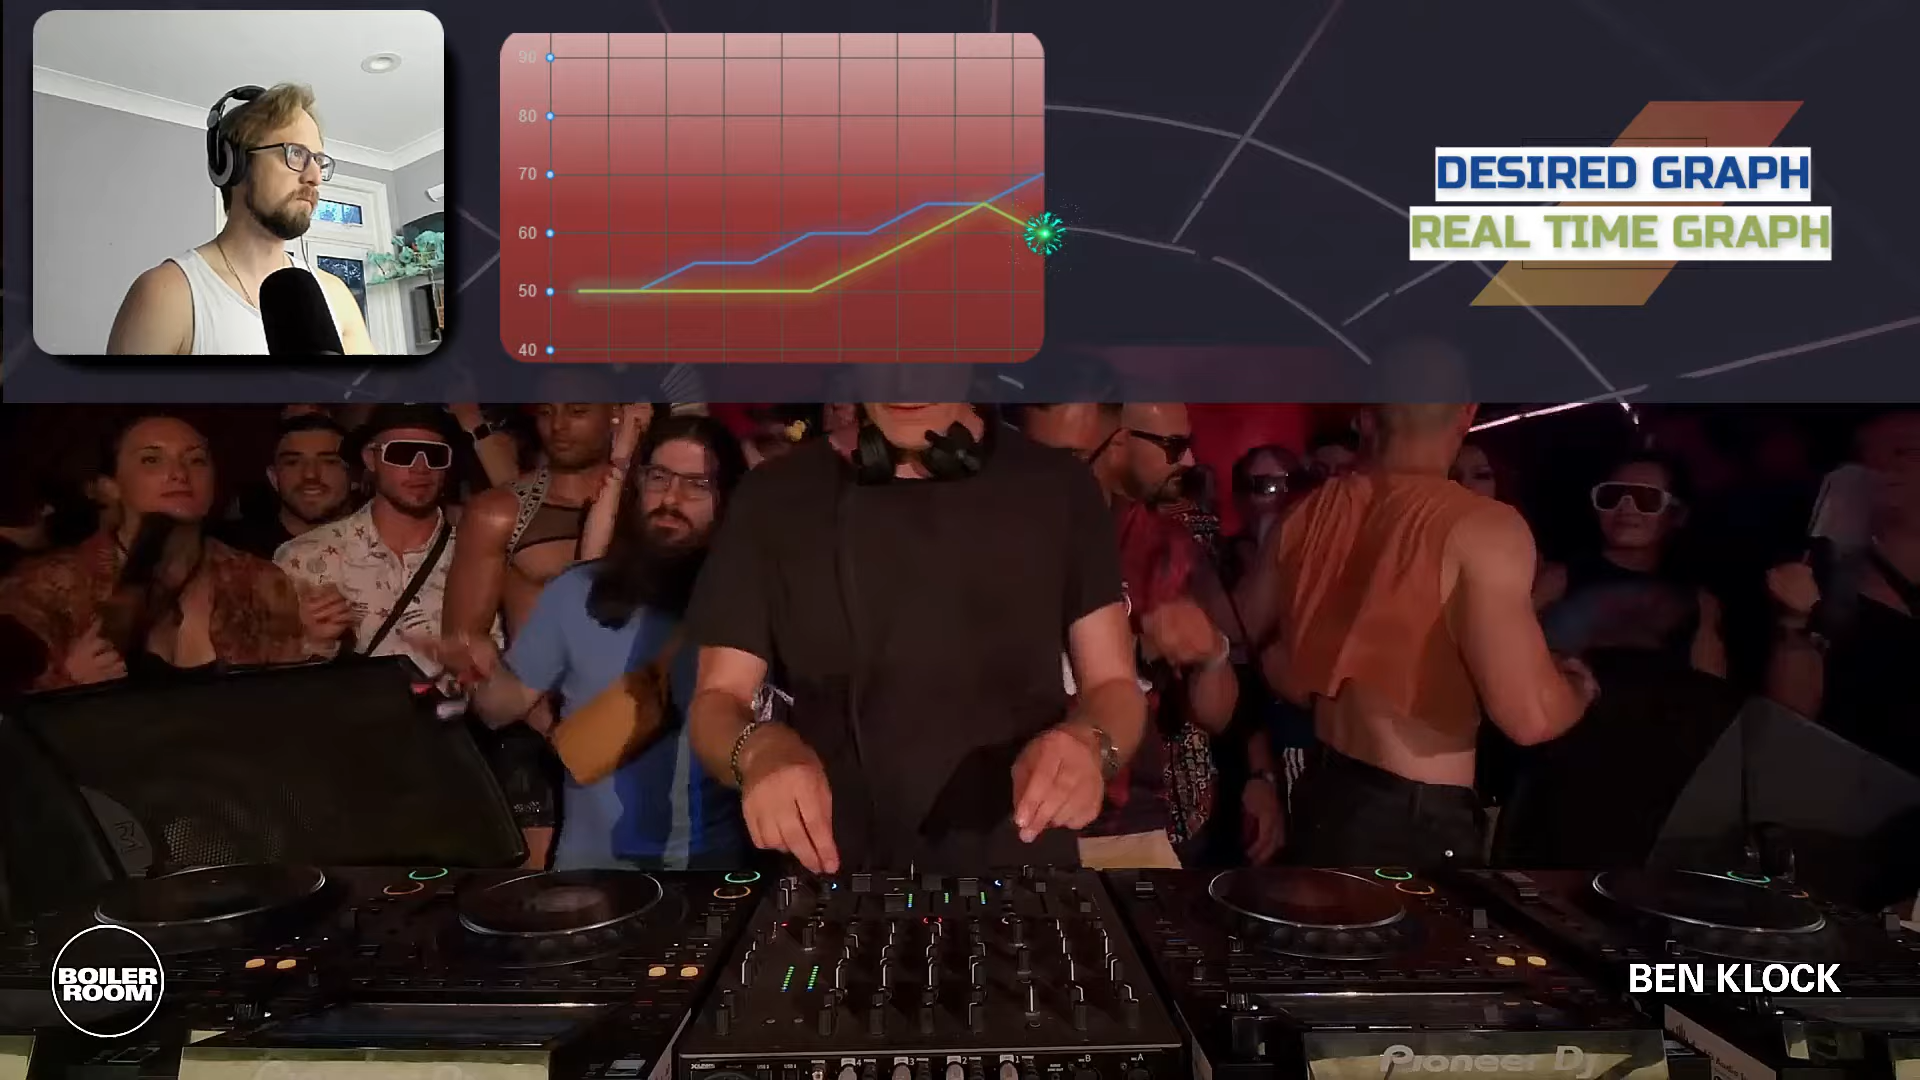 90
80
70
60
50
40
DESIRED GRAPH
REAL TIME GRAPH
BOILER
ROOM
BEN KLOCK
Pioneer Dj